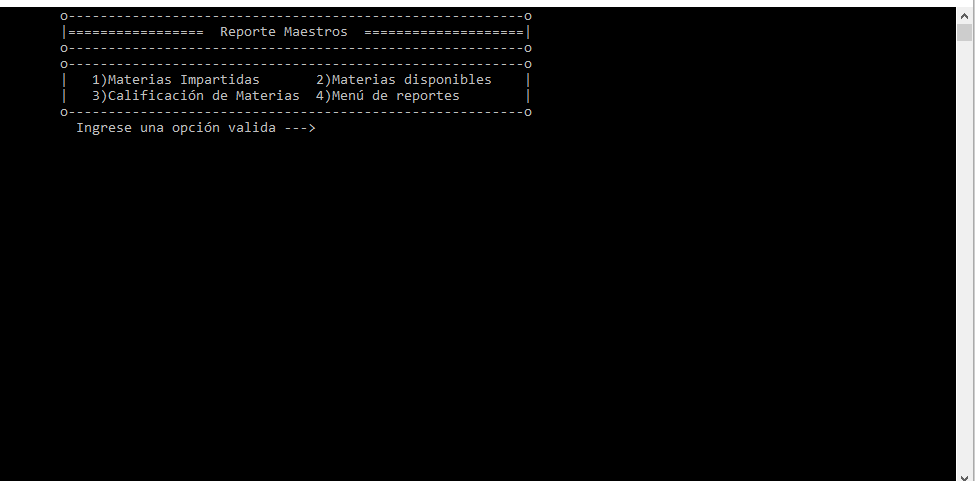 o---------------------------------------------------------o
|=================  Reporte Maestros  ====================|
o---------------------------------------------------------o
o---------------------------------------------------------o
|   1)Materias Impartidas       2)Materias disponibles    |
|   3)Calificación de Materias  4)Menú de reportes        |
o---------------------------------------------------------o
Ingrese una opción valida --->